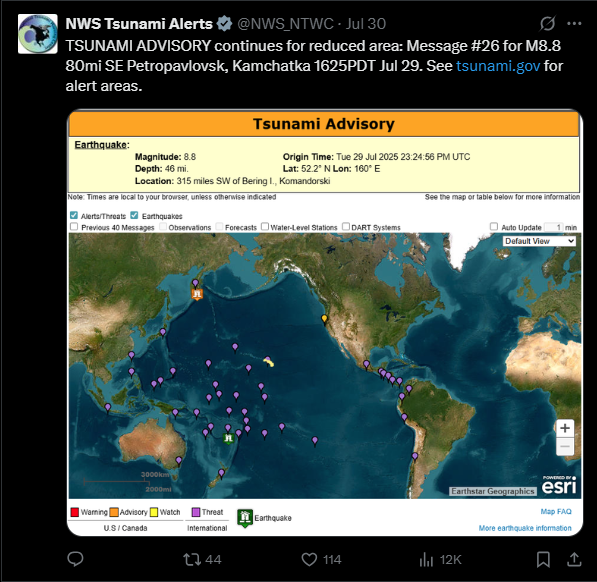 NWS Tsunami Alerts @NWS_NTWC · Jul 30
TSUNAMI ADVISORY continues for reduced area: Message #26 for M8.8
80mi SE Petropavlovsk, Kamchatka 1625PDT Jul 29. See tsunami.gov for
alert areas.
Tsunami Advisory
Earthquake:
Magnitude: 8.8 Origin Time: Tue 29 Jul 2025 23:24:56 PM UTC
Depth: 46 mi. Lat: 52.2° N Lon: 160° E
Location: 315 miles SW of Bering I., Komandorski
Note: Times are local to your browser, unless otherwise indicated See the map or table below for more information
Alerts/Threats Earthquakes
Previous 40 Messages Observations Forecasts Water-Level Stations DART Systems Auto Update 1 min
Default View
+
−
3000km
2000mi
POWERED BY
esri
Earthstar Geographics
Warning Advisory Watch Threat Earthquake
U.S / Canada International
Map FAQ
More earthquake information
44 114 12K